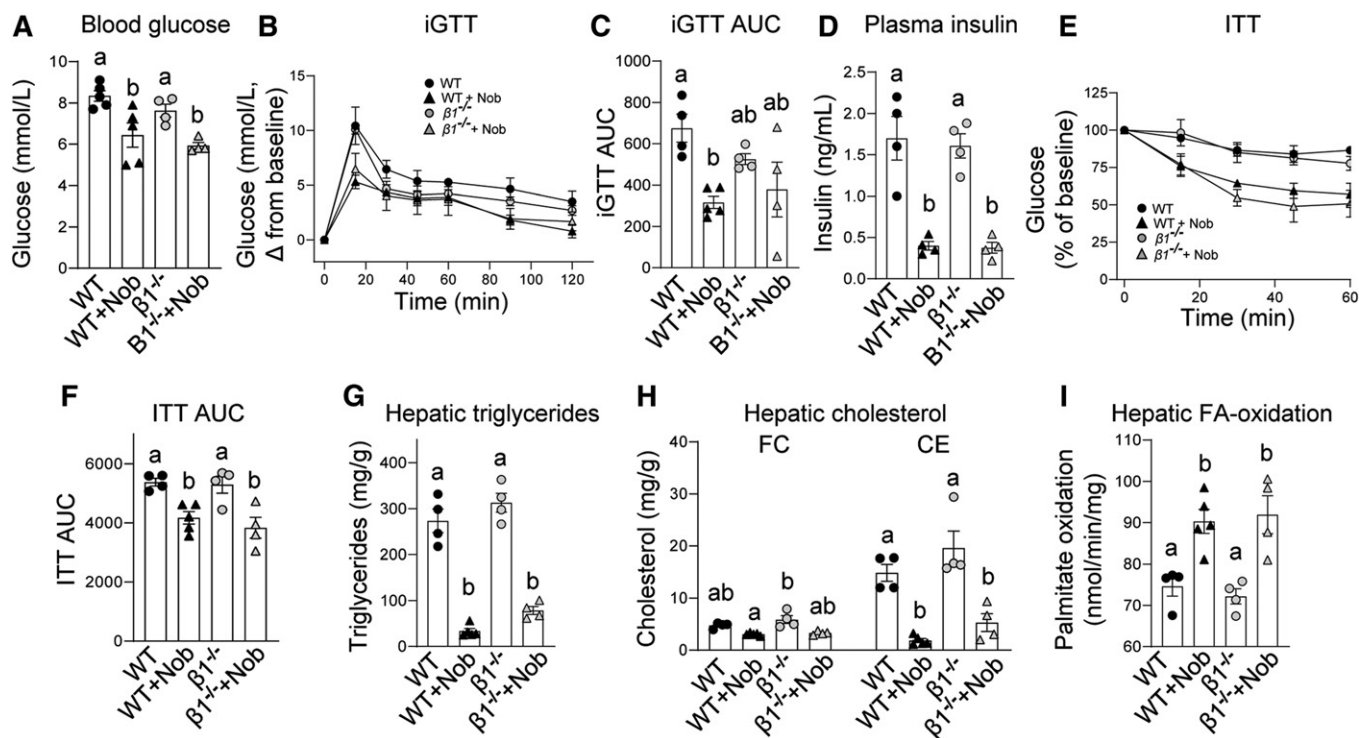 A
Blood glucose
Glucose (mmol/L)
10
8
6
4
2
0
a
b
a
b
WT
WT+Nob
β1-/-
B1-/-+Nob
B
iGTT
Glucose (mmol/L,
Δ from baseline)
15
10
5
0
0
20
40
60
80
100
120
Time (min)
WT
WT + Nob
β1-/-
β1-/-+ Nob
C
iGTT AUC
iGTT AUC
1000
800
600
400
200
0
a
b
ab
ab
WT
WT+Nob
β1-/-
B1-/-+Nob
D
Plasma insulin
Insulin (ng/mL)
2.5
2.0
1.5
1.0
0.5
0.0
a
b
a
b
WT
WT+Nob
β1-/-
B1-/-+Nob
E
ITT
Glucose
(% of baseline)
125
100
75
50
25
0
0
20
40
60
Time (min)
WT
WT + Nob
β1-/-
β1-/-+ Nob
F
ITT AUC
ITT AUC
6000
4000
2000
0
a
b
a
b
WT
WT+Nob
β1-/-
β1-/-+Nob
G
Hepatic triglycerides
Triglycerides (mg/g)
400
300
200
100
0
a
b
a
b
WT
WT+Nob
β1-/-
β1-/-+Nob
H
Hepatic cholesterol
FC
CE
Cholesterol (mg/g)
40
30
20
10
0
ab
a
b
ab
a
b
a
b
WT
WT+Nob
β1-/-
β1-/-+Nob
WT
WT+Nob
β1-/-
β1-/-+Nob
I
Hepatic FA-oxidation
Palmitate oxidation
(nmol/min/mg)
110
100
90
80
70
60
a
b
a
b
WT
WT+Nob
β1-/-
β1-/-+Nob